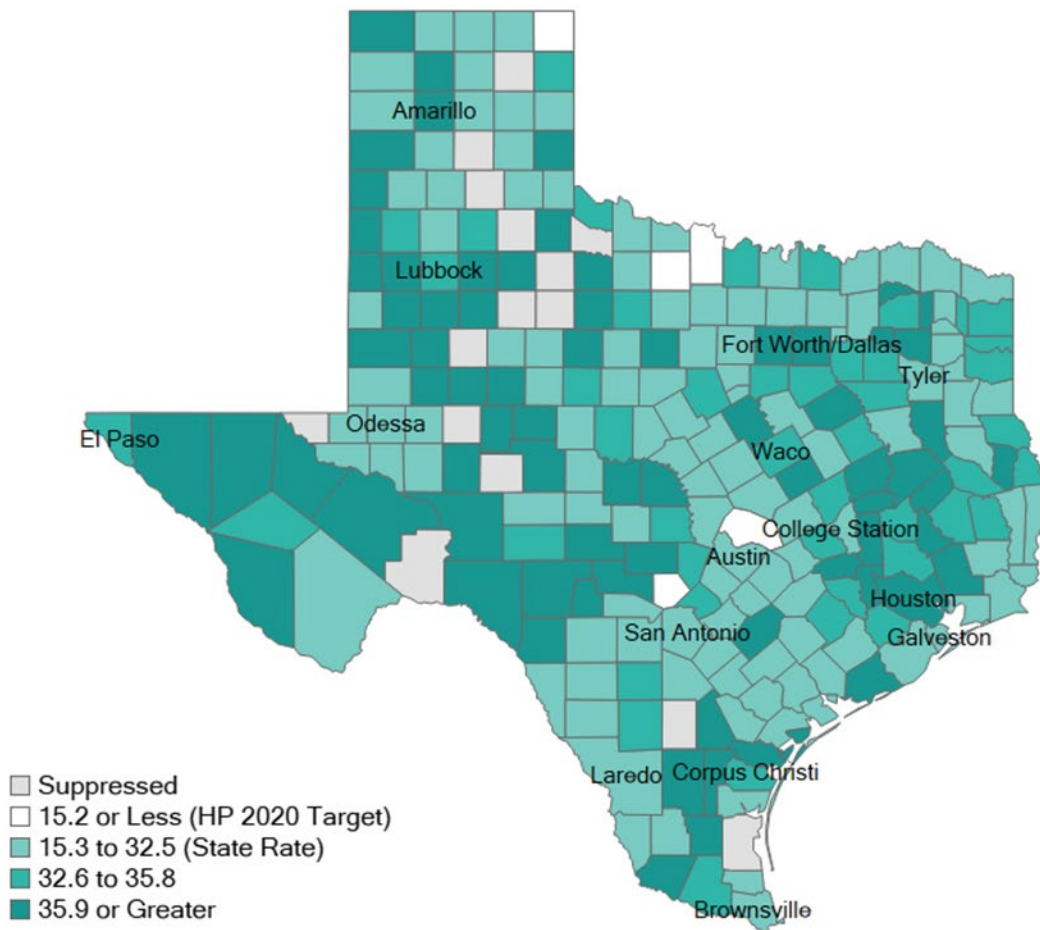 Amarillo
Lubbock
Fort Worth/Dallas
Tyler
Odessa
El Paso
Waco
College Station
Austin
Houston
San Antonio
Galveston
Laredo
Corpus Christi
Brownsville
Suppressed
15.2 or Less (HP 2020 Target)
15.3 to 32.5 (State Rate)
32.6 to 35.8
35.9 or Greater